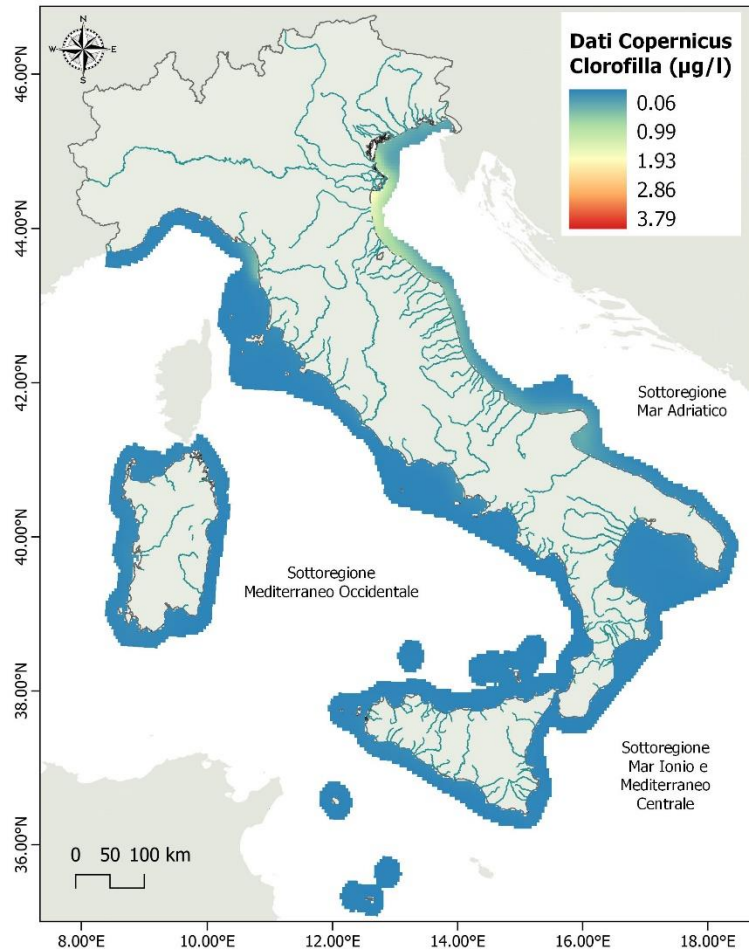 N
W
E
S
Dati Copernicus
Clorofilla (µg/l)
0.06
0.99
1.93
2.86
3.79
46.00°N
44.00°N
42.00°N
40.00°N
38.00°N
36.00°N
Sottoregione
Mar Adriatico
Sottoregione
Mediterraneo Occidentale
Sottoregione
Mar Ionio e
Mediterraneo
Centrale
0 50 100 km
8.00°E 10.00°E 12.00°E 14.00°E 16.00°E 18.00°E